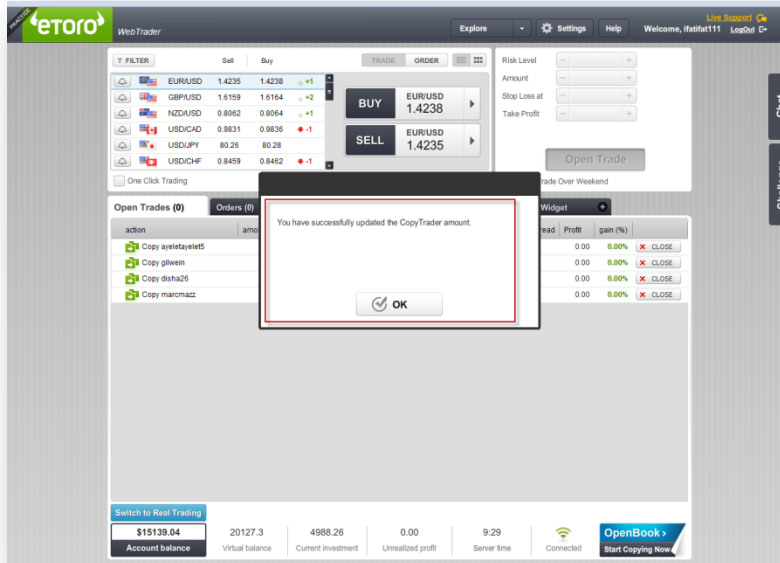 PRACTICE
etoro
WebTrader
Explore
Settings
Help
Live Support
Welcome, ifatifat111
LogOut
FILTER
Sell
Buy
TRADE
ORDER
EUR/USD 1.4235 1.4238 +1
GBP/USD 1.6159 1.6164 +2
NZD/USD 0.8062 0.8064 +1
USD/CAD 0.9831 0.9836 -1
USD/JPY 80.26 80.28
USD/CHF 0.8459 0.8462 -1
One Click Trading
BUY
EUR/USD
1.4238
SELL
EUR/USD
1.4235
Risk Level
Amount
Stop Loss at
Take Profit
Open Trade
rade Over Weekend
Chat
Open Trades (0)
Orders (0)
Widget
action
amo
read
Profit
gain (%)
Copy ayeletayelet5 0.00 0.00% CLOSE
Copy gilwein 0.00 0.00% CLOSE
Copy disha26 0.00 0.00% CLOSE
Copy marcmazz 0.00 0.00% CLOSE
You have successfully updated the CopyTrader amount.
OK
Switch to Real Trading
$15139.04
Account balance
20127.3
Virtual balance
4988.26
Current investment
0.00
Unrealized profit
9:29
Server time
Connected
OpenBook
Start Copying Now